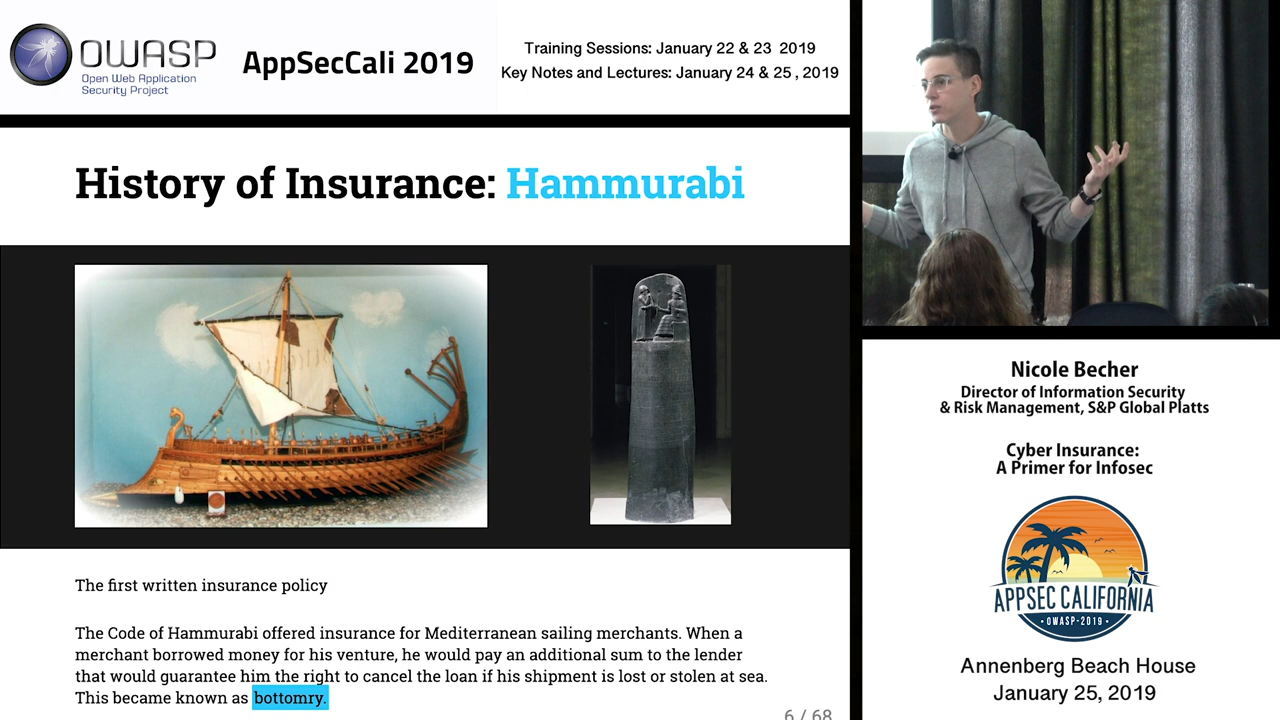 OWASP
Open Web Application
Security Project
AppSecCali 2019
Training Sessions: January 22 & 23 2019
Key Notes and Lectures: January 24 & 25 , 2019
History of Insurance: Hammurabi
The first written insurance policy
The Code of Hammurabi offered insurance for Mediterranean sailing merchants. When a
merchant borrowed money for his venture, he would pay an additional sum to the lender
that would guarantee him the right to cancel the loan if his shipment is lost or stolen at sea.
This became known as bottomry.
6 / 68
Nicole Becher
Director of Information Security
& Risk Management, S&P Global Platts
Cyber Insurance:
A Primer for Infosec
APPSEC CALIFORNIA
• OWASP-2019 •
Annenberg Beach House
January 25, 2019